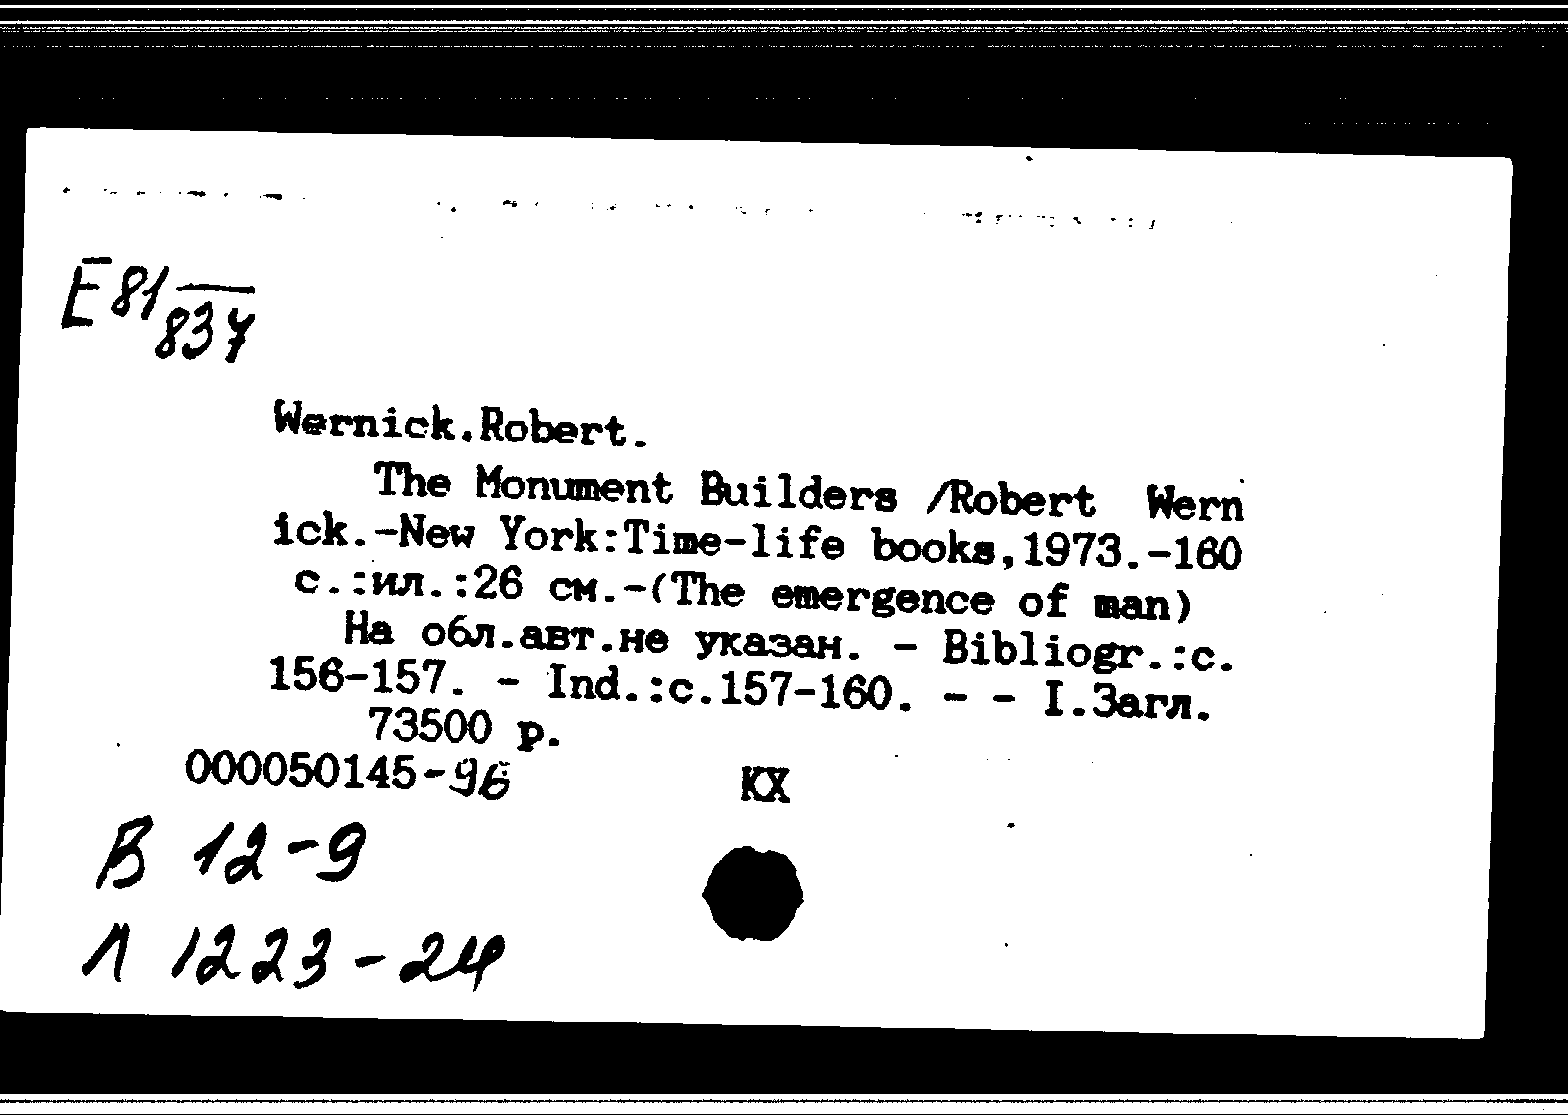 E 81/837
Wernick.Robert.
The Monument Builders /Robert Wern
ick.-New York:Time-life books,1973.-160
с.:ил.:26 см.-(The emergence of man)
На обл.авт.не указан. - Bibliogr.:с.
156-157. - Ind.:с.157-160. - - I.Загл.
73500 р.
000050145-96 КХ
В 12-9
Л 1223-24